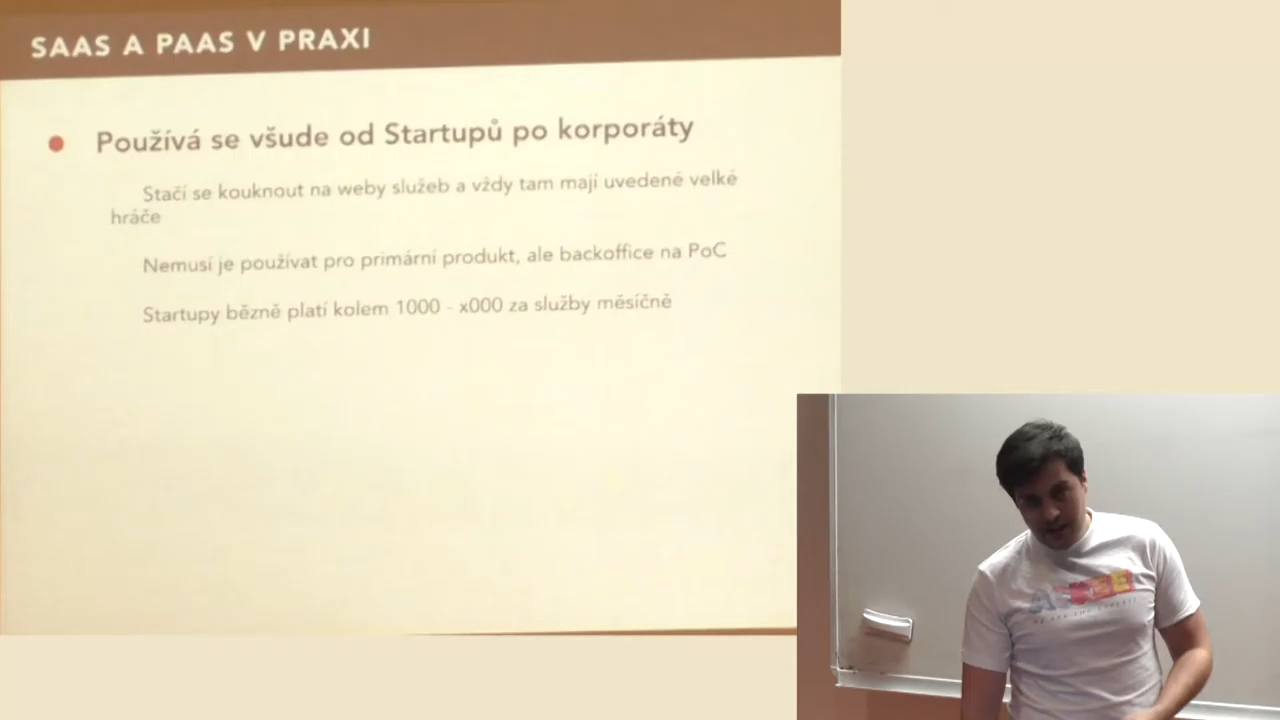 SAAS A PAAS V PRAXI
Používá se všude od Startupů po korporáty
Stačí se kouknout na weby služeb a vždy tam mají uvedené velké
hráče
Nemusí je používat pro primární produkt, ale backoffice na PoC
Startupy bězně platí kolem 1000 - x000 za služby měsíčně